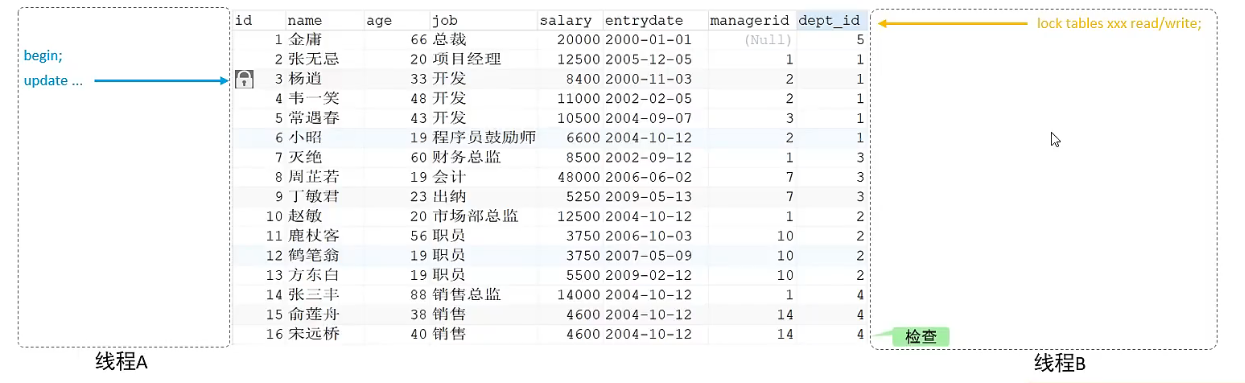 begin;
update ...
id name age job salary entrydate managerid dept_id
1 金庸 66 总裁 20000 2000-01-01 (Null) 5
2 张无忌 20 项目经理 12500 2005-12-05 1 1
3 杨逍 33 开发 8400 2000-11-03 2 1
4 韦一笑 48 开发 11000 2002-02-05 2 1
5 常遇春 43 开发 10500 2004-09-07 3 1
6 小昭 19 程序员鼓励师 6600 2004-10-12 2 1
7 灭绝 60 财务总监 8500 2002-09-12 1 3
8 周芷若 19 会计 48000 2006-06-02 7 3
9 丁敏君 23 出纳 5250 2009-05-13 7 3
10 赵敏 20 市场部总监 12500 2004-10-12 1 2
11 鹿杖客 56 职员 3750 2006-10-03 10 2
12 鹤笔翁 19 职员 3750 2007-05-09 10 2
13 方东白 19 职员 5500 2009-02-12 10 2
14 张三丰 88 销售总监 14000 2004-10-12 1 4
15 俞莲舟 38 销售 4600 2004-10-12 14 4
16 宋远桥 40 销售 4600 2004-10-12 14 4
lock tables xxx read/write;
检查
线程A
线程B